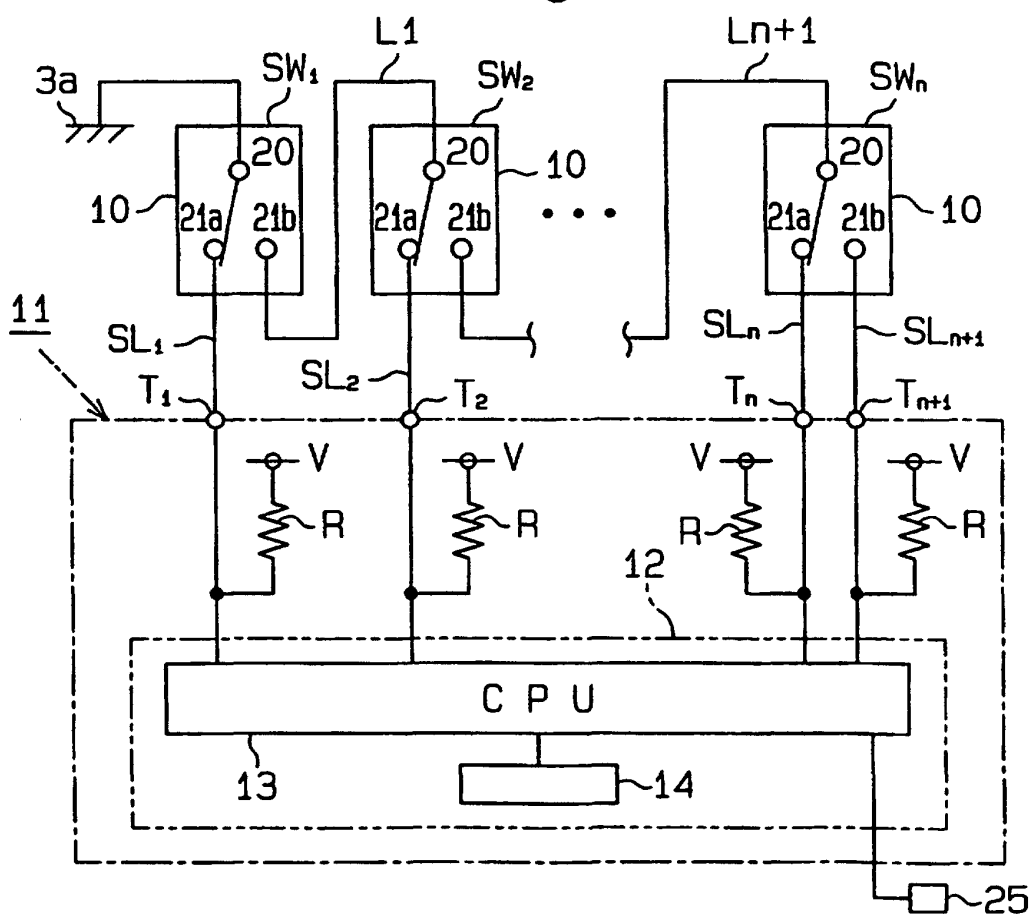 L1 Ln+1
3a SW₁ SW₂ SWₙ
20 20 20
10 10 10
21a 21b 21a 21b 21a 21b
• • •
11
SL₁ SL₂ SLₙ SLₙ₊₁
T₁ T₂ Tₙ Tₙ₊₁
V V V V
R R R R
12
CPU
13 14
25